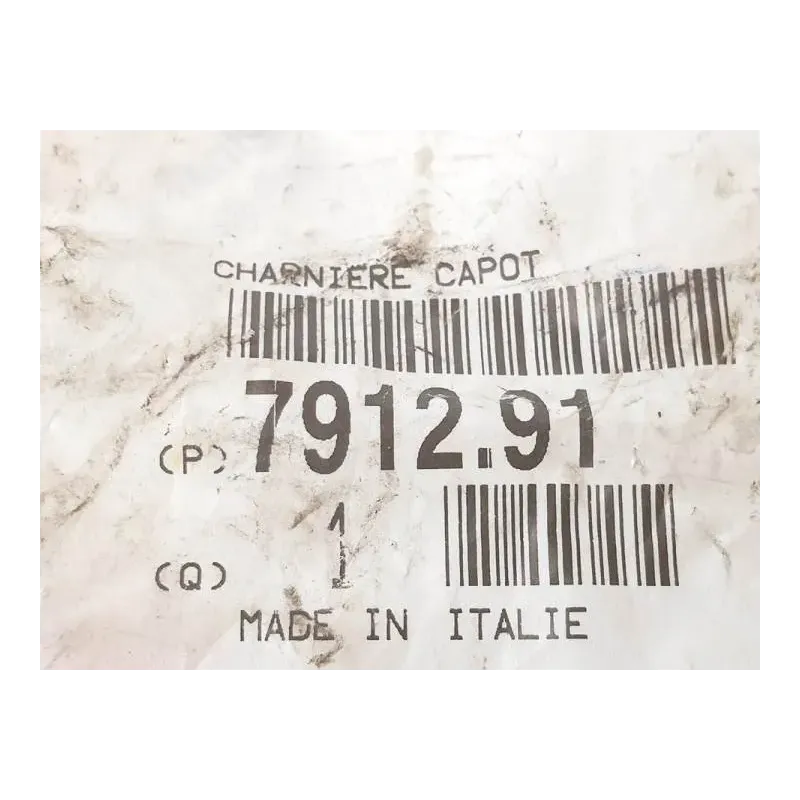 CHARNIERE CAPOT
(P) 7912.91
(Q) 1
MADE IN ITALIE